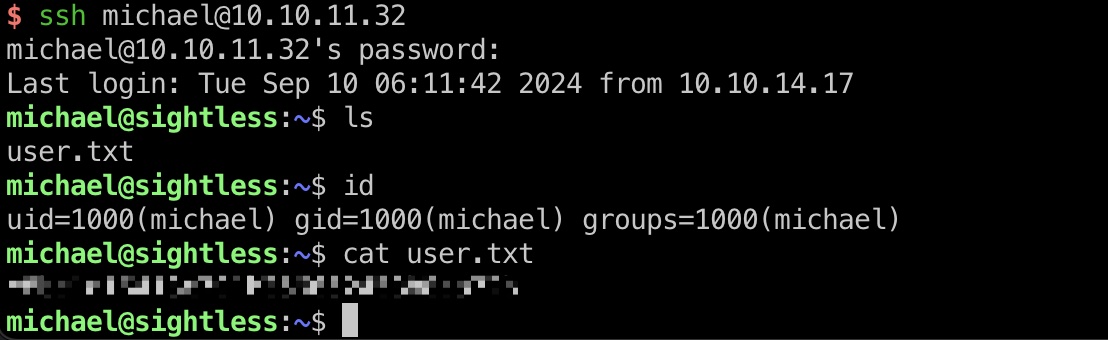 $ ssh michael@10.10.11.32
michael@10.10.11.32's password:
Last login: Tue Sep 10 06:11:42 2024 from 10.10.14.17
michael@sightless:~$ ls
user.txt
michael@sightless:~$ id
uid=1000(michael) gid=1000(michael) groups=1000(michael)
michael@sightless:~$ cat user.txt
michael@sightless:~$